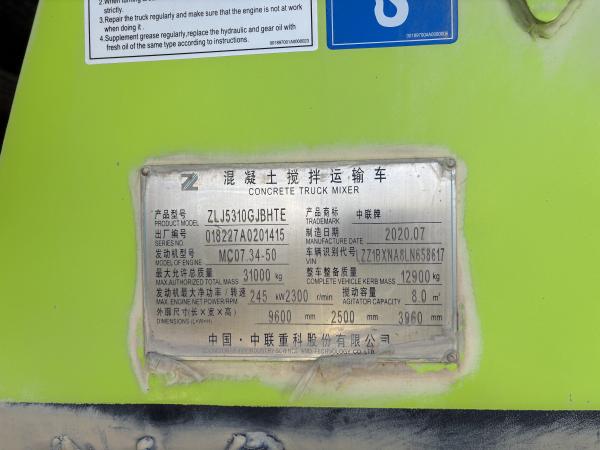 strictly.
3.Repair the truck regularly and make sure that the engine is not at work
when doing it .
4.Supplement grease regularly,replace the hydraulic and gear oil with
fresh oil of the same type according to instructions.
混凝土搅拌运输车
CONCRETE TRUCK MIXER
产品型号 ZLJ5310GJBHTE 产品商标 中联牌
PRODUCT MODEL TRADEMARK
出厂编号 018227A0201415 制造日期 2020.07
SERIES NO. MANUFACTURE DATE
发动机型号 MC07.34-50 车辆识别代号 LZZ1BXNA6LN658617
MODEL OF ENGINE VIN
最大允许总质量 31000 kg 整车整备质量 12900 kg
MAX.AUTHORIZED TOTAL MASS COMPLETE VEHICLE KERB MASS
发动机最大净功率/转速 245 kW 2300 r/min 搅动容量 8.0 m³
MAX.ENGINE NET POWER/RPM AGITATOR CAPACITY
外廓尺寸(长×宽×高) 9600 mm 2500 mm 3960 mm
DIMENSIONS (L×W×H)
中国·中联重科股份有限公司